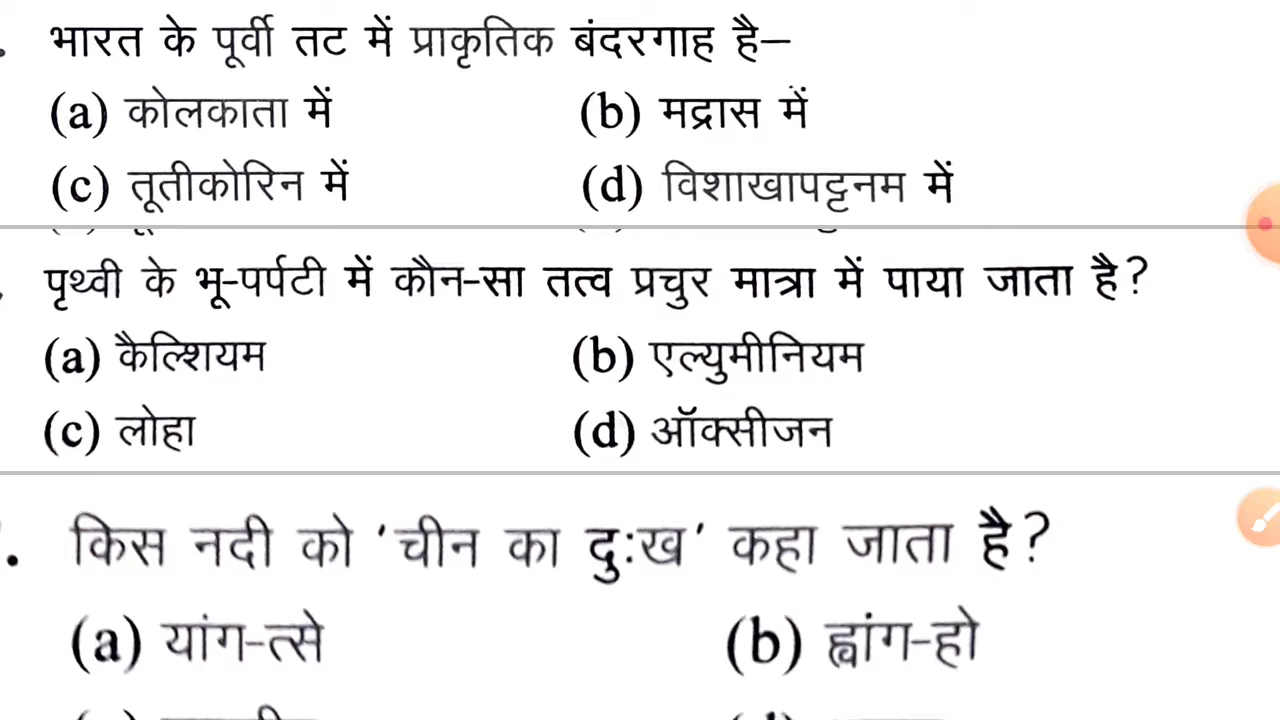 . भारत के पूर्वी तट में प्राकृतिक बंदरगाह है–
(a) कोलकाता में (b) मद्रास में
(c) तूतीकोरिन में (d) विशाखापट्टनम में
पृथ्वी के भू-पर्पटी में कौन-सा तत्व प्रचुर मात्रा में पाया जाता है?
(a) कैल्शियम (b) एल्युमीनियम
(c) लोहा (d) ऑक्सीजन
. किस नदी को 'चीन का दुःख' कहा जाता है?
(a) यांग-त्से (b) ह्वांग-हो